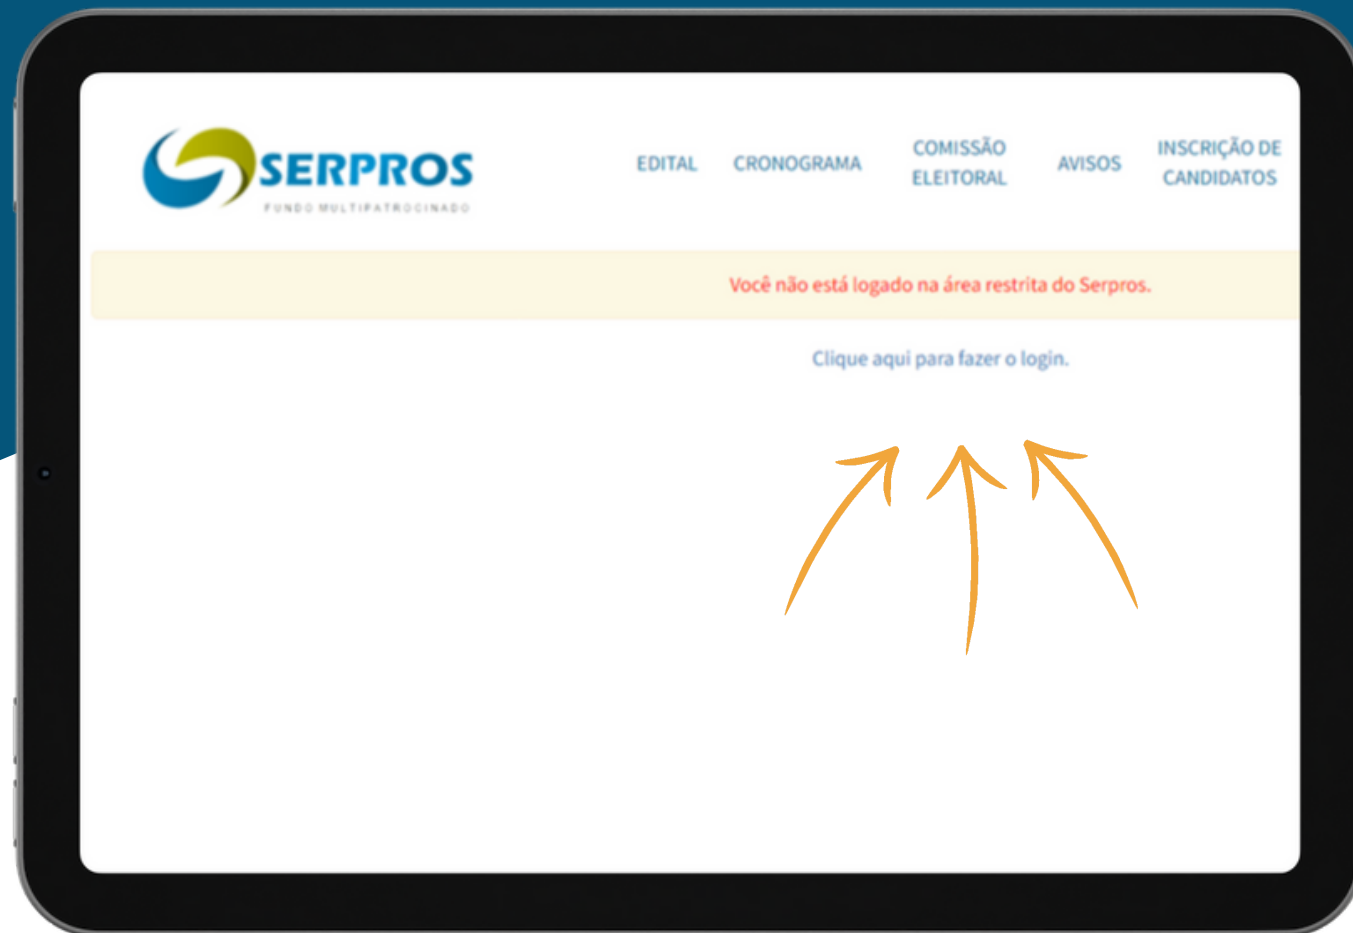 SERPROS
FUNDO MULTIPATROCINADO
EDITAL
CRONOGRAMA
COMISSÃO
ELEITORAL
AVISOS
INSCRIÇÃO DE
CANDIDATOS
Você não está logado na área restrita do Serpros.
Clique aqui para fazer o login.